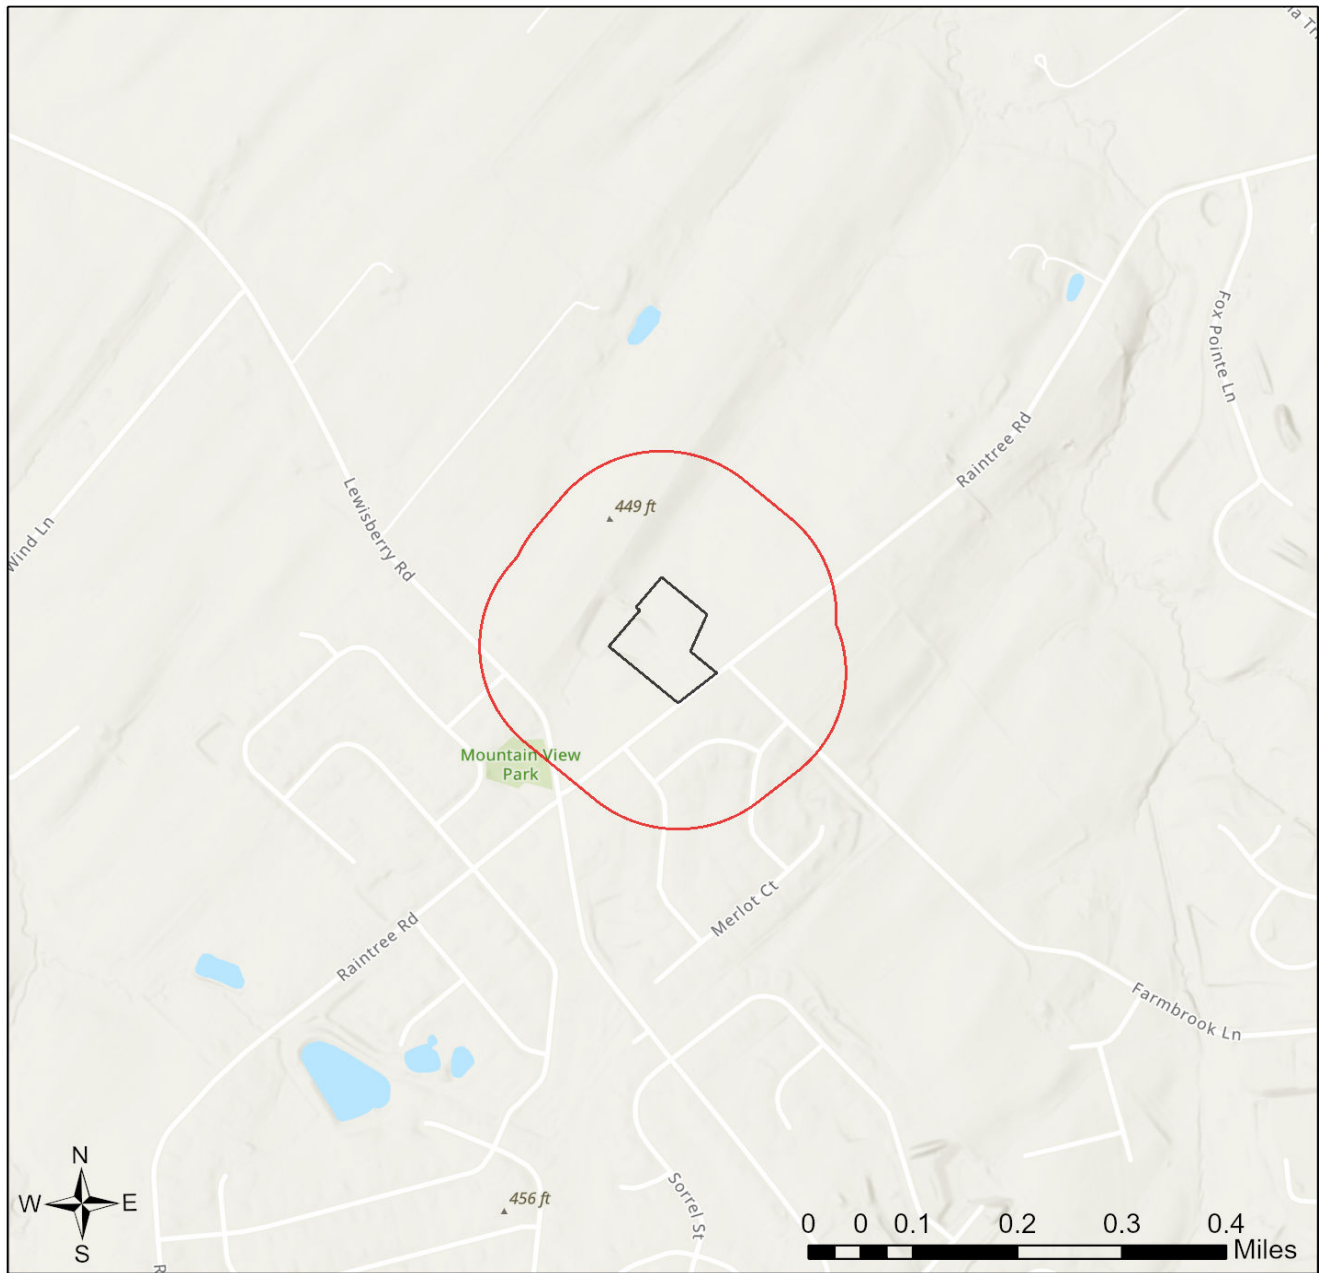 Fox Pointe Ln
Raintree Rd
Wind Ln
Lewisberry Rd
449 ft
Mountain View
Park
Merlot Ct
Raintree Rd
Farmbrook Ln
Sorrel St
456 ft
N
W E
S
0 0 0.1 0.2 0.3 0.4
Miles